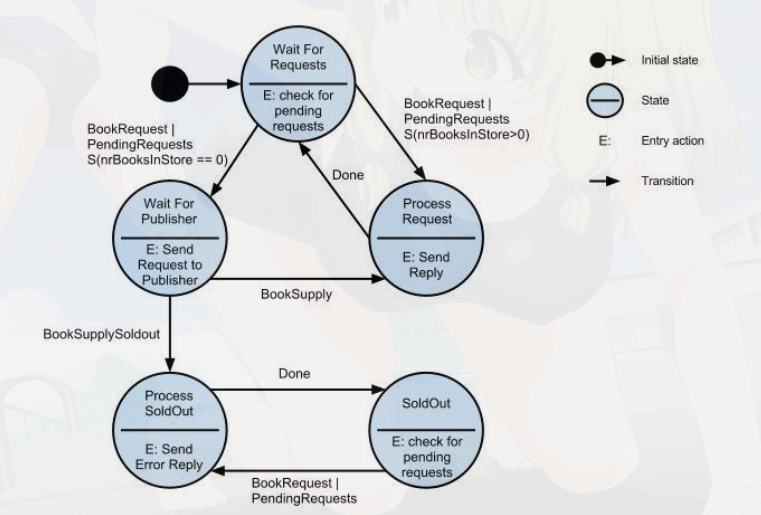 Wait For
Requests
E: check for
pending
requests
BookRequest |
PendingRequests
S(nrBooksInStore == 0)
BookRequest |
PendingRequests
S(nrBooksInStore>0)
Done
Wait For
Publisher
E: Send
Request to
Publisher
Process
Request
E: Send
Reply
BookSupply
BookSupplySoldout
Process
SoldOut
E: Send
Error Reply
Done
SoldOut
E: check for
pending
requests
BookRequest |
PendingRequests
Initial state
State
E:
Entry action
Transition